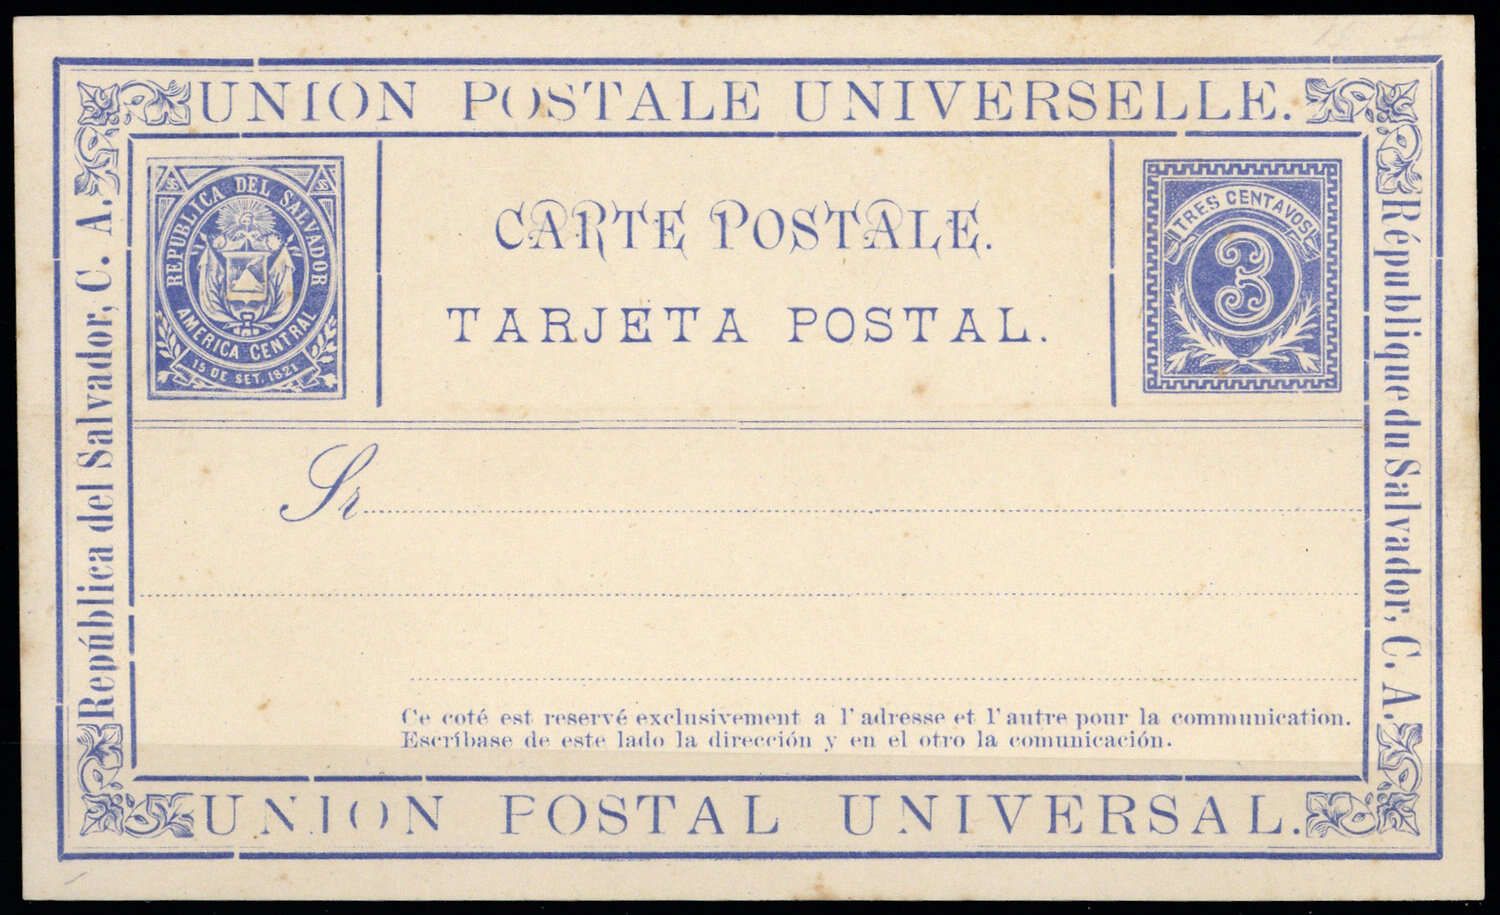 UNION POSTALE UNIVERSELLE.
República del Salvador, C. A.
REPUBLICA DEL SALVADOR
AMERICA CENTRAL
15 DE SET. 1821
CARTE POSTALE.
TARJETA POSTAL.
TRES CENTAVOS
3
République du Salvador, C. A.
Sr
Ce coté est reservé exclusivement a l'adresse et l'autre pour la communication.
Escríbase de este lado la dirección y en el otro la comunicación.
UNION POSTAL UNIVERSAL.